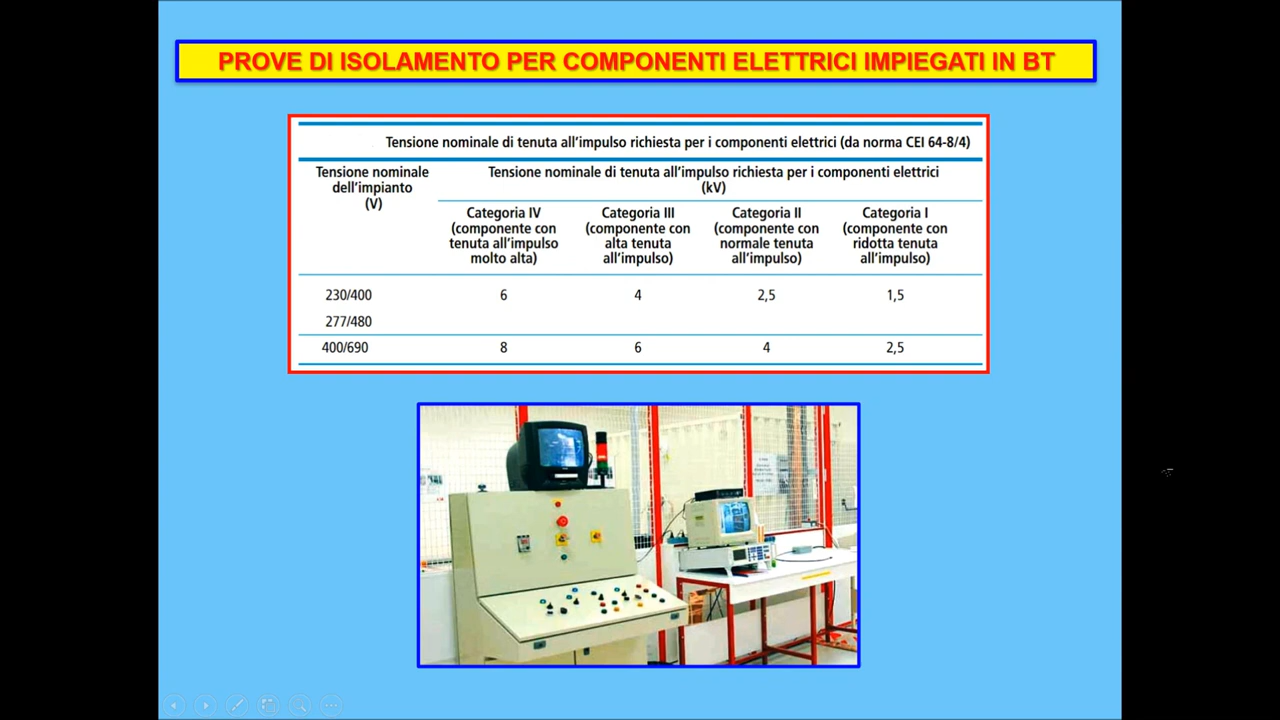 PROVE DI ISOLAMENTO PER COMPONENTI ELETTRICI IMPIEGATI IN BT
Tensione nominale di tenuta all'impulso richiesta per i componenti elettrici (da norma CEI 64-8/4)
Tensione nominale
dell'impianto
(V)
Tensione nominale di tenuta all'impulso richiesta per i componenti elettrici
(kV)
Categoria IV
(componente con
tenuta all'impulso
molto alta)
Categoria III
(componente con
alta tenuta
all'impulso)
Categoria II
(componente con
normale tenuta
all'impulso)
Categoria I
(componente con
ridotta tenuta
all'impulso)
230/400 6 4 2,5 1,5
277/480
400/690 8 6 4 2,5